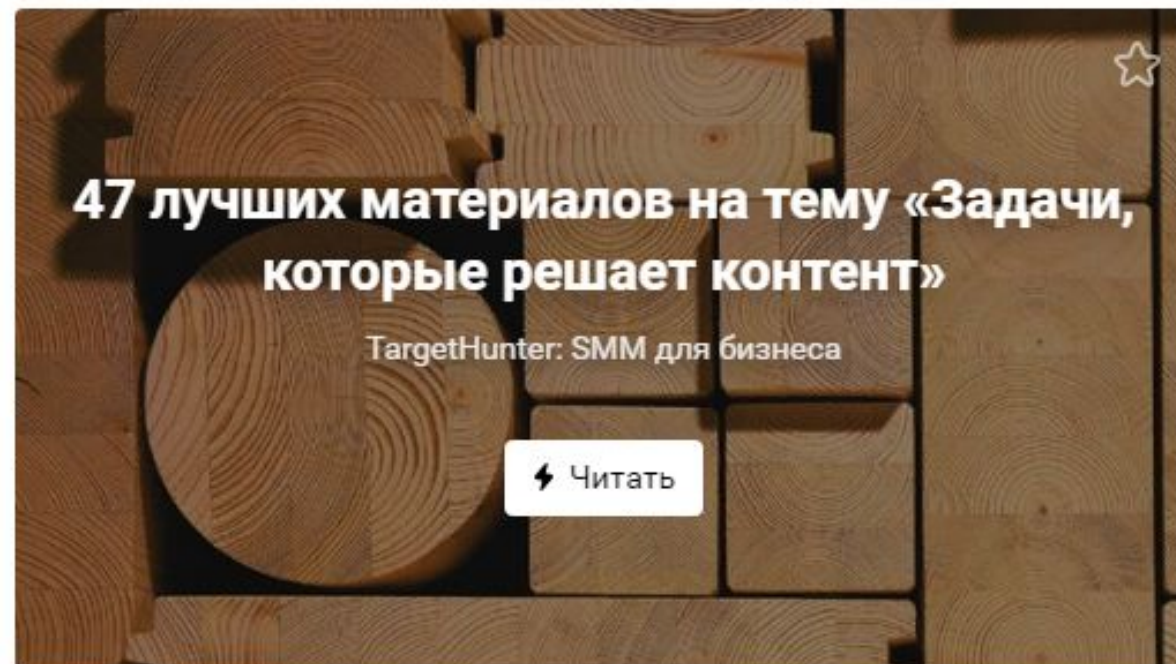 47 лучших материалов на тему «Задачи,
которые решает контент»
TargetHunter: SMM для бизнеса
Читать